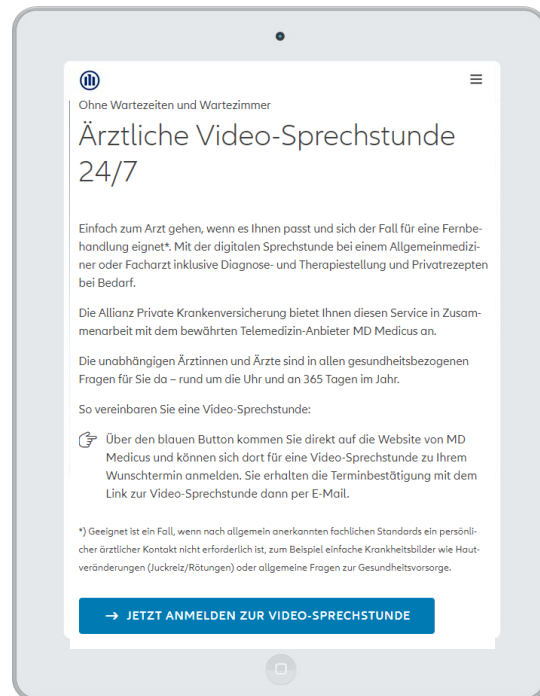 Ohne Wartezeiten und Wartezimmer
Ärztliche Video-Sprechstunde
24/7
Einfach zum Arzt gehen, wenn es Ihnen passt und sich der Fall für eine Fernbe-
handlung eignet*. Mit der digitalen Sprechstunde bei einem Allgemeinmedizi-
ner oder Facharzt inklusive Diagnose- und Therapiestellung und Privatrezepten
bei Bedarf.
Die Allianz Private Krankenversicherung bietet Ihnen diesen Service in Zusam-
menarbeit mit dem bewährten Telemedizin-Anbieter MD Medicus an.
Die unabhängigen Ärztinnen und Ärzte sind in allen gesundheitsbezogenen
Fragen für Sie da – rund um die Uhr und an 365 Tagen im Jahr.
So vereinbaren Sie eine Video-Sprechstunde:
Über den blauen Button kommen Sie direkt auf die Website von MD
Medicus und können sich dort für eine Video-Sprechstunde zu Ihrem
Wunschtermin anmelden. Sie erhalten die Terminbestätigung mit dem
Link zur Video-Sprechstunde dann per E-Mail.
*) Geeignet ist ein Fall, wenn nach allgemein anerkannten fachlichen Standards ein persönli-
cher ärztlicher Kontakt nicht erforderlich ist, zum Beispiel einfache Krankheitsbilder wie Haut-
veränderungen (Juckreiz/Rötungen) oder allgemeine Fragen zur Gesundheitsvorsorge.
→ JETZT ANMELDEN ZUR VIDEO-SPRECHSTUNDE